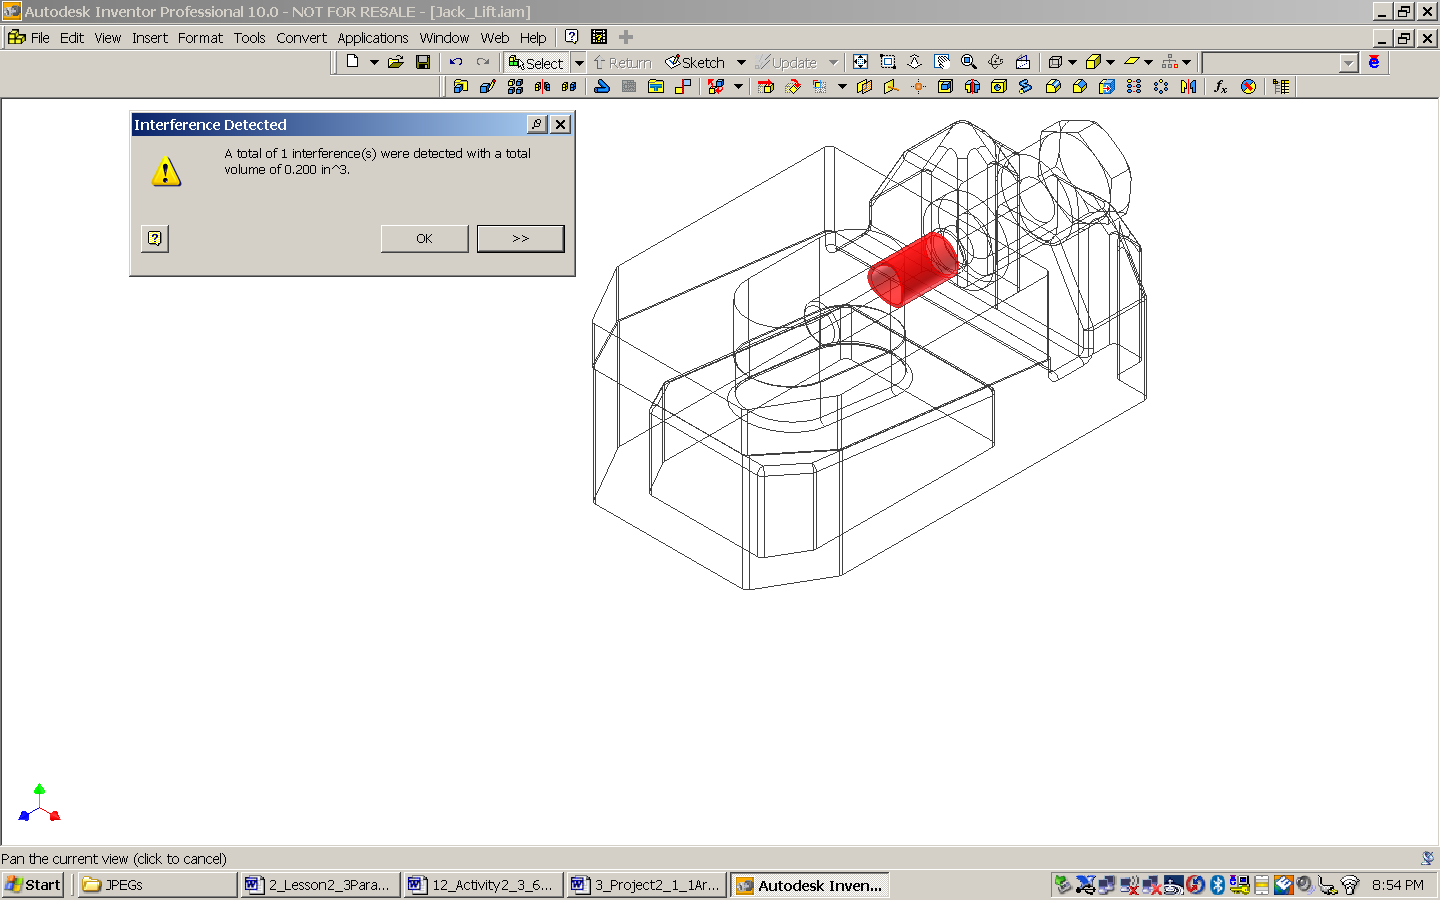 Autodesk Inventor Professional 10.0 - NOT FOR RESALE - [Jack_Lift.iam]
File Edit View Insert Format Tools Convert Applications Window Web Help
Select Return Sketch Update
fx
Interference Detected
A total of 1 interference(s) were detected with a total
volume of 0.200 in^3.
OK >>
Pan the current view (click to cancel)
Start JPEGs 2_Lesson2_3Para... 12_Activity2_3_6... 3_Project2_1_1Ar... Autodesk Inven... 8:54 PM